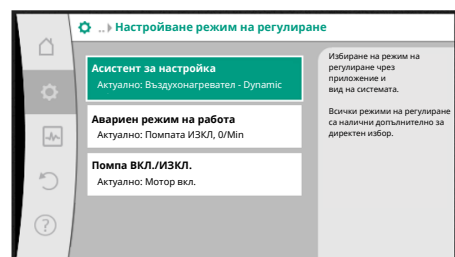 .. Настройване режим на регулиране
Асистент за настройка
Актуално: Въздухонагревател - Dynamic
Авариен режим на работа
Актуално: Помпата ИЗКЛ, 0/Min
Помпа ВКЛ./ИЗКЛ.
Актуално: Мотор вкл.
Избиране на режим на
регулиране чрез
приложение и
вид на системата.
Всички режими на регулиране
са налични допълнително за
директен избор.